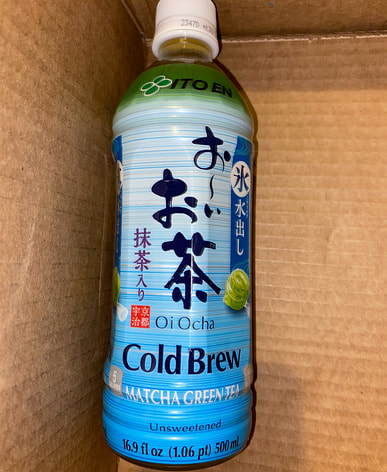 ITO EN
お～い
お茶
氷
水出し
抹茶入り
京都
宇治
Oi Ocha
Cold Brew
MATCHA GREEN TEA
Unsweetened
16.9 fl oz (1.06 pt) 500 ml